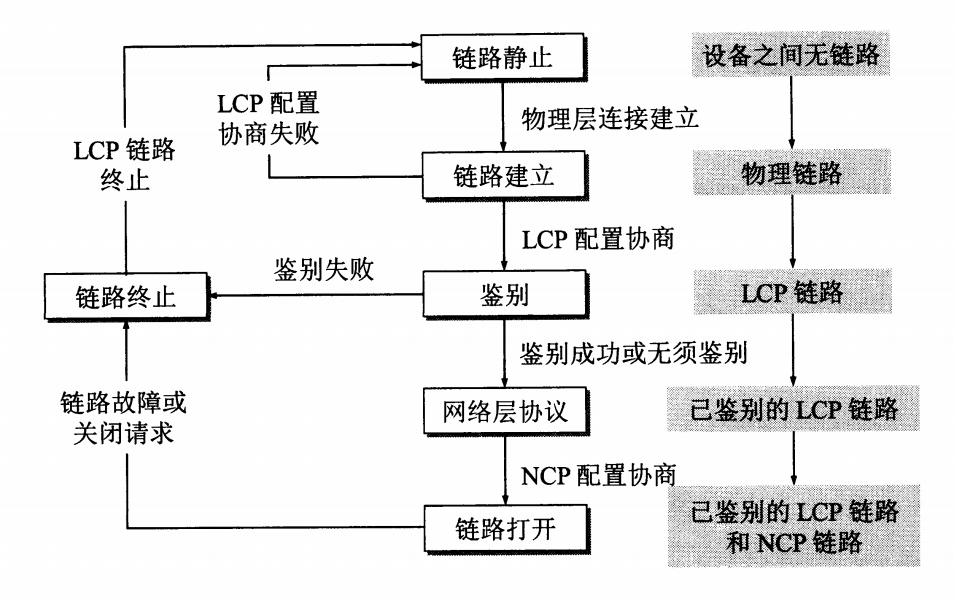 链路静止
设备之间无链路
LCP 配置
协商失败
物理层连接建立
LCP 链路
终止
链路建立
物理链路
LCP 配置协商
鉴别失败
链路终止
鉴别
LCP 链路
鉴别成功或无须鉴别
链路故障或
关闭请求
网络层协议
已鉴别的 LCP 链路
NCP 配置协商
链路打开
已鉴别的 LCP 链路
和 NCP 链路